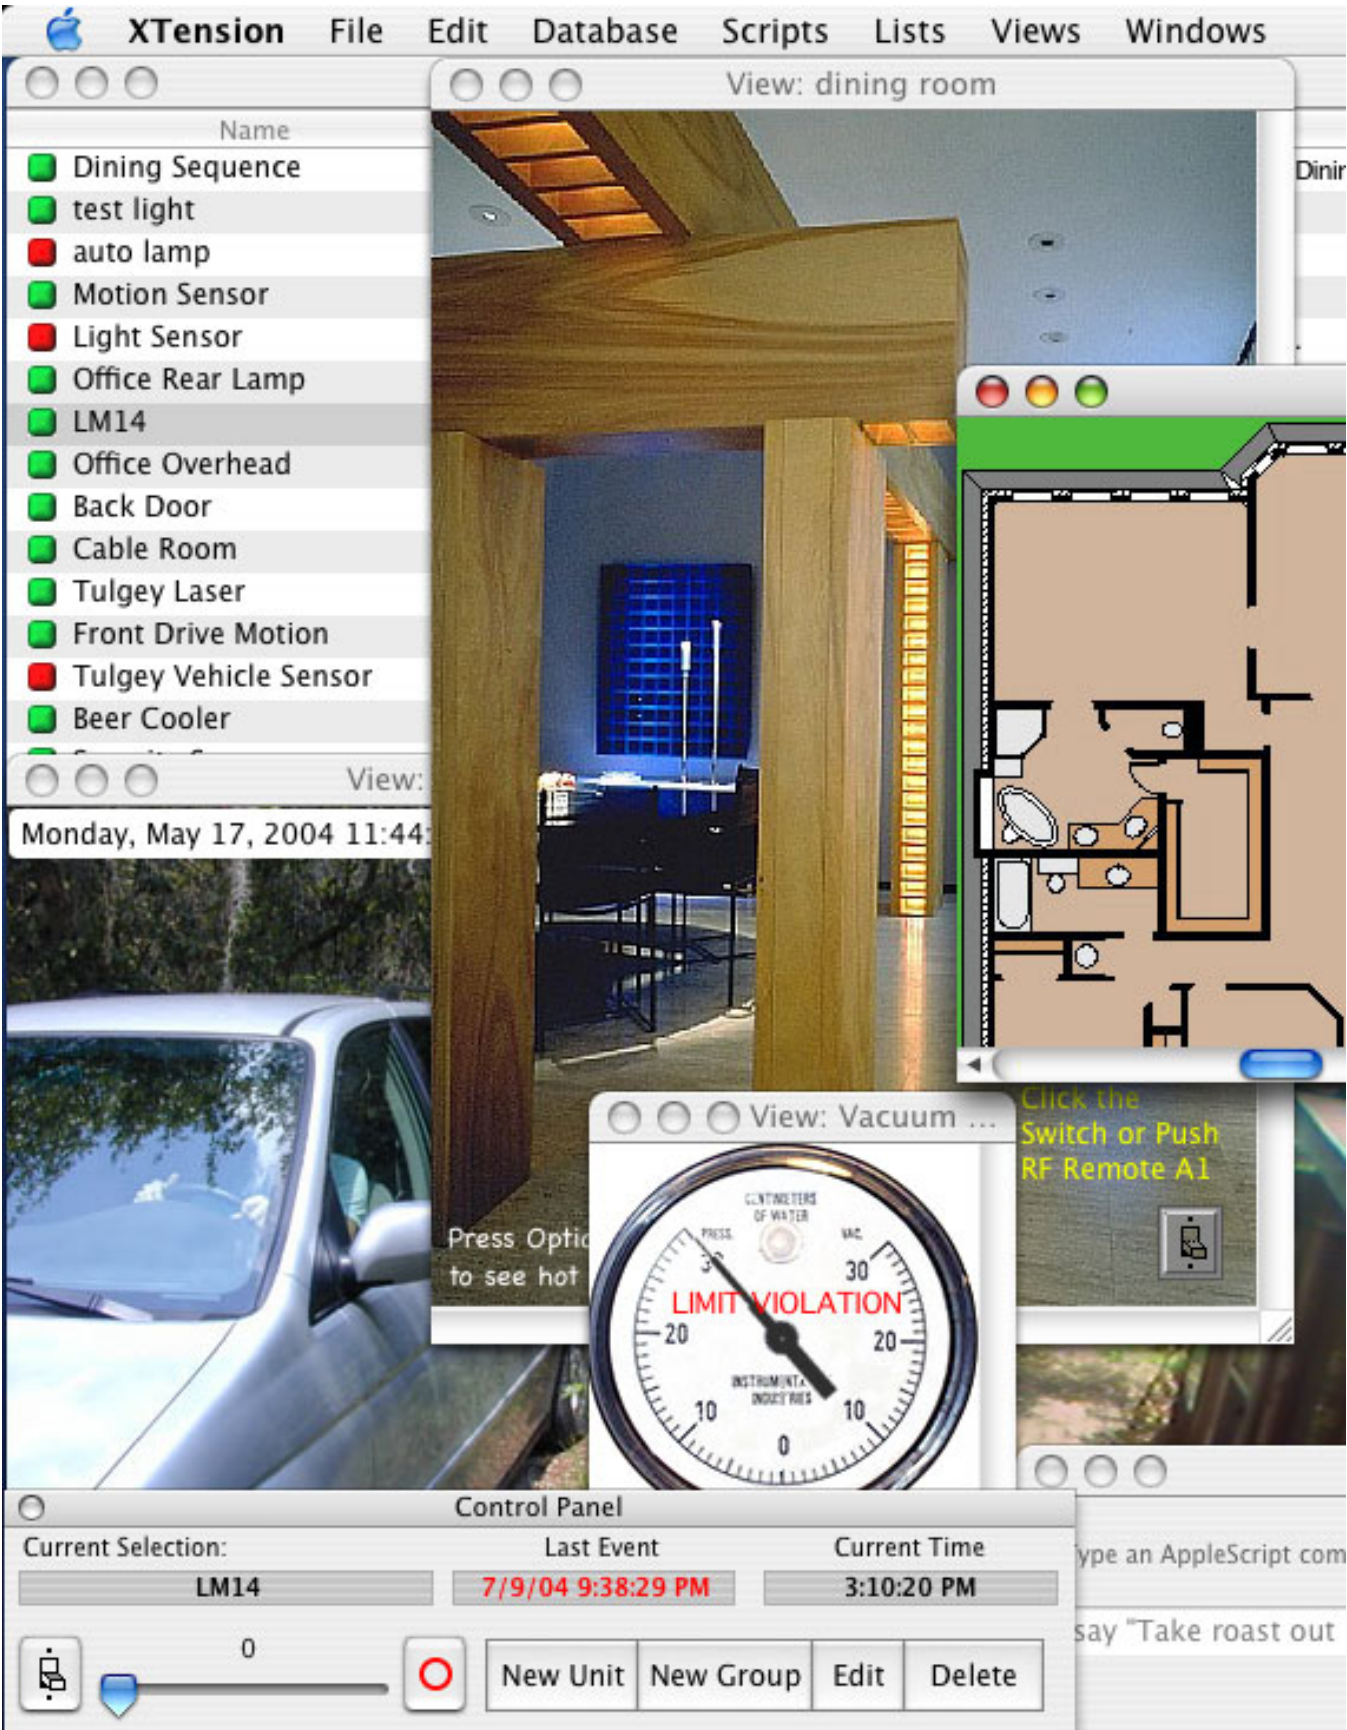 XTension File Edit Database Scripts Lists Views Windows
View: dining room
Name
Dining Sequence
test light
auto lamp
Motion Sensor
Light Sensor
Office Rear Lamp
LM14
Office Overhead
Back Door
Cable Room
Tulgey Laser
Front Drive Motion
Tulgey Vehicle Sensor
Beer Cooler
View:
Monday, May 17, 2004 11:44:
Click the
Switch or Push
RF Remote A1
Press Optio
to see hot
View: Vacuum ...
CENTIMETERS
OF WATER
PRESS. VAC.
30 30
LIMIT VIOLATION
20 20
INSTRUMENT
INDUSTRIES
10 10
0
Control Panel
Current Selection: Last Event Current Time
LM14 7/9/04 9:38:29 PM 3:10:20 PM
0
New Unit New Group Edit Delete
Type an AppleScript com
say "Take roast out